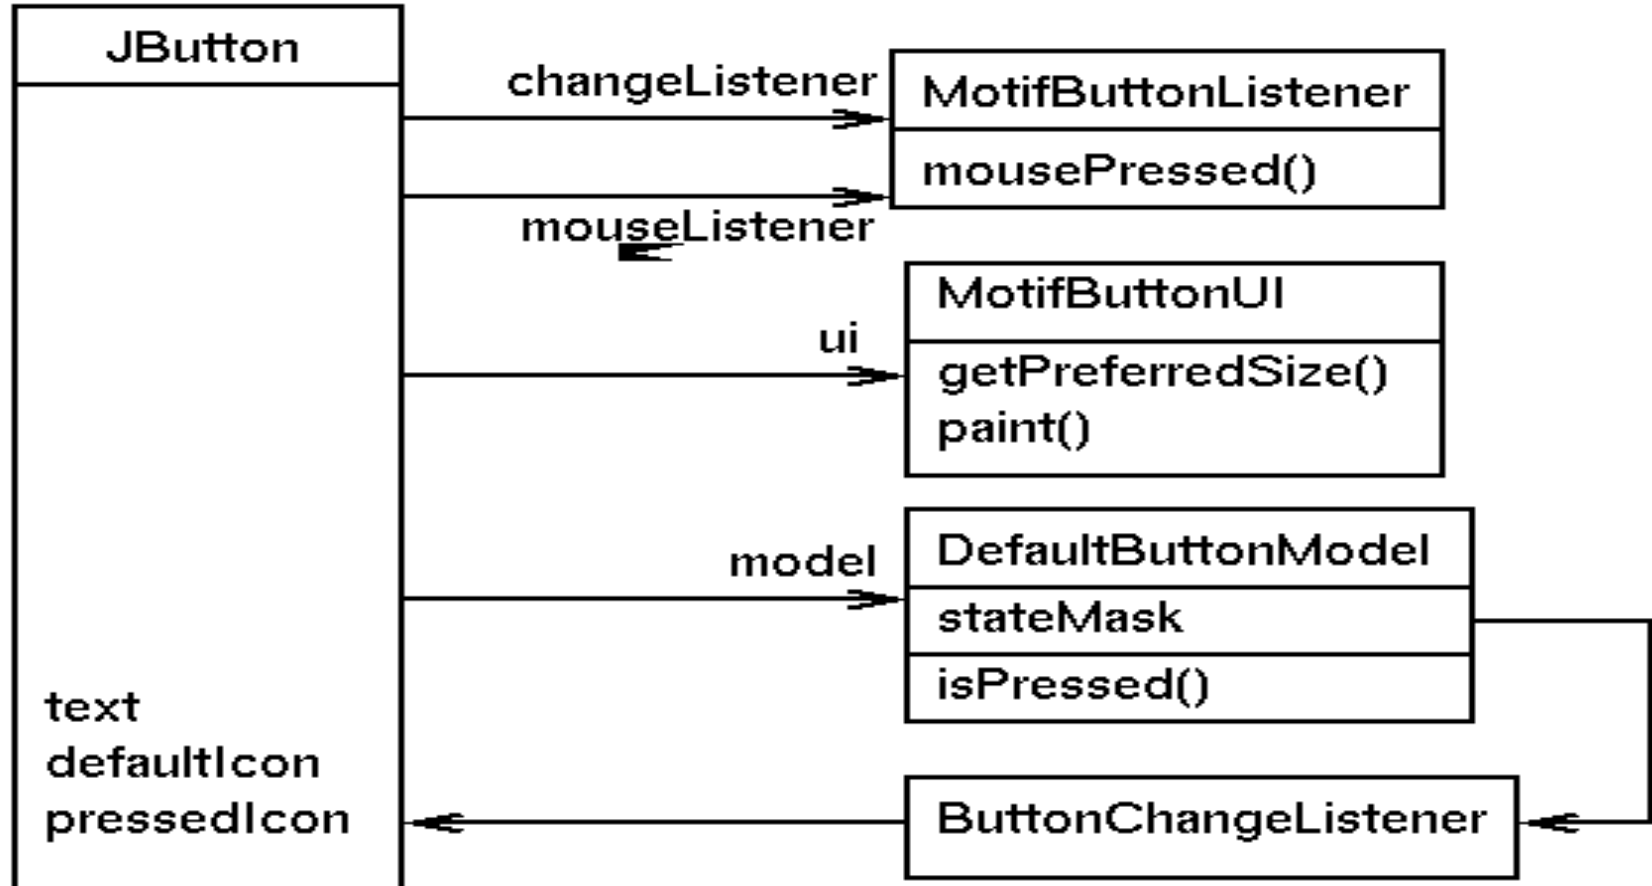 JButton
changeListener
MotifButtonListener
mousePressed()
mouseListener
MotifButtonUI
ui
getPreferredSize()
paint()
model
DefaultButtonModel
stateMask
isPressed()
text
defaultIcon
pressedIcon
ButtonChangeListener